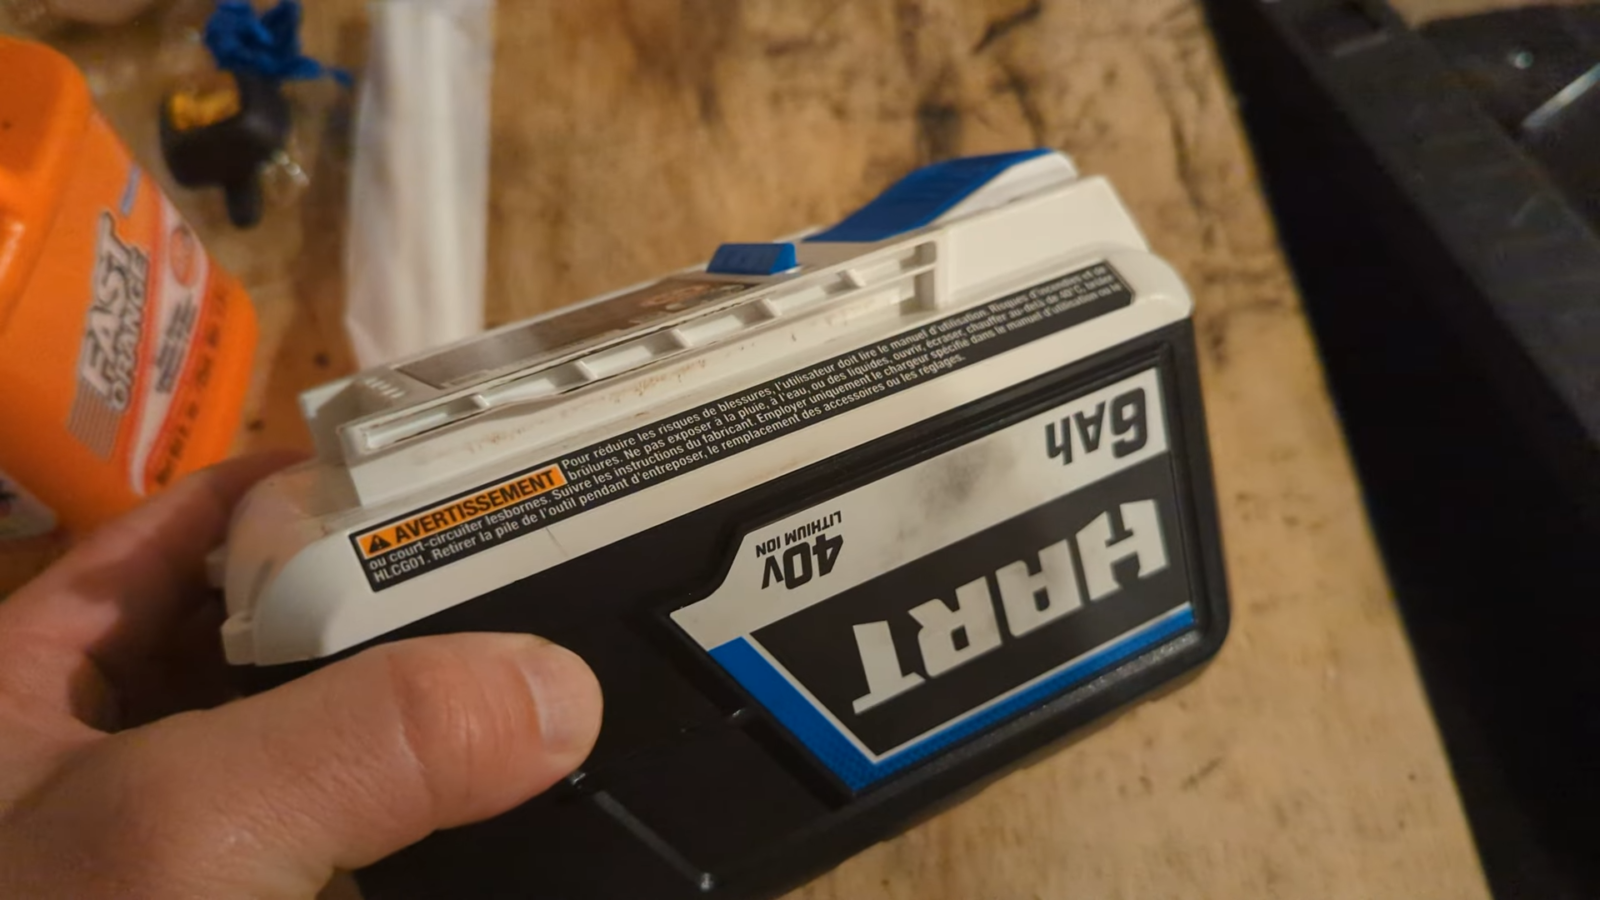 FAST
ORANGE
⚠ AVERTISSEMENT Pour réduire les risques de blessures, l'utilisateur doit lire le manuel d'utilisation. Risques d'incendies et de
brûlures. Ne pas exposer à la pluie, à l'eau, ou des liquides, ouvrir, écraser, chauffer au-delà de 40°C,
ou court-circuiter lesbornes. Suivre les instructions du fabricant. Employer uniquement le chargeur spécifié dans le manuel d'utilisation ou le
HLCG01. Retirer la pile de l'outil pendant d'entreposer, le remplacement des accessoires ou les réglages.
6Ah
40V
LITHIUM ION
HART